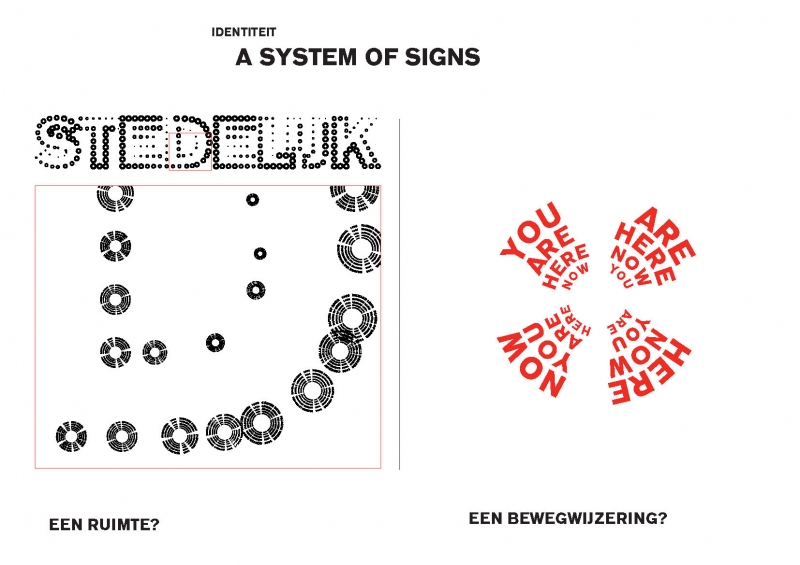 IDENTITEIT
A SYSTEM OF SIGNS
STEDELIJK
YOU
ARE
HERE
NOW
ARE
HERE
NOW
YOU
NOW
YOU
ARE
HERE
HERE
NOW
YOU
ARE
EEN RUIMTE?
EEN BEWEGWIJZERING?